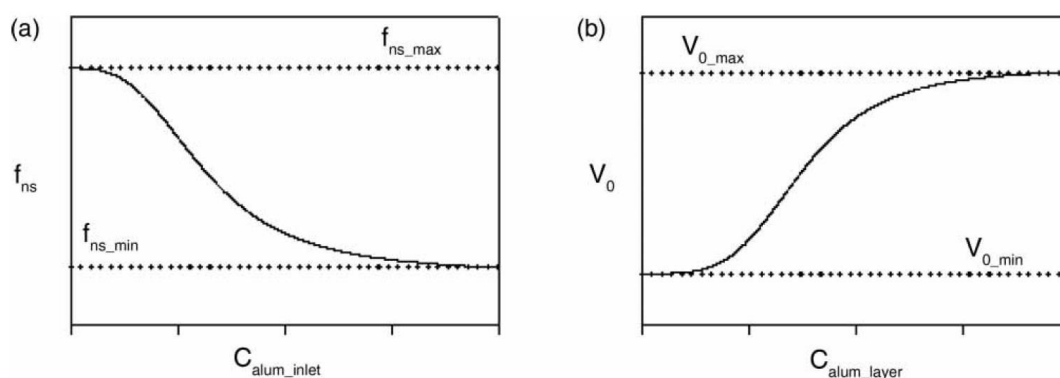 (a)
f_ns_max
f_ns
f_ns_min
C_alum_inlet
(b)
V_0_max
V_0
V_0_min
C_alum_layer